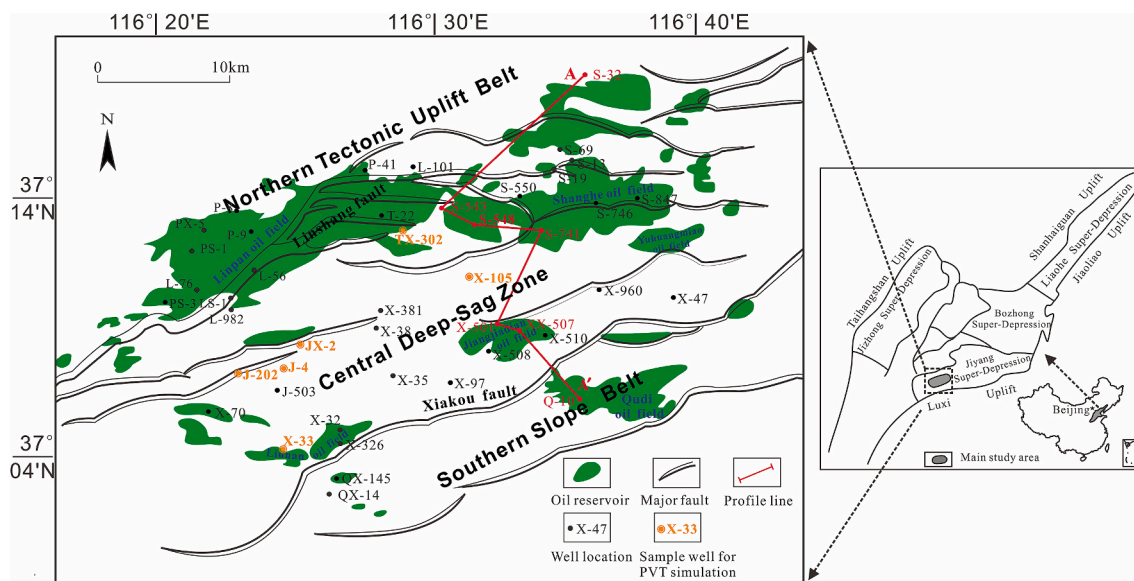 116° 20'E
116° 30'E
116° 40'E
0
10km
N
37°
14'N
37°
04'N
Northern Tectonic Uplift Belt
Central Deep-Sag Zone
Southern Slope Belt
Linshang fault
Xiakou fault
A
S-32
S-69
S-13
S-19
P-41
L-101
S-550
Shanghe oil field
S-847
S-746
PX-5
P-9
PS-1
Linpan oil field
T-22
TX-302
S-741
L-56
L-76
L-982
X-105
X-381
X-38
X-960
X-47
X-507
X-510
oil field
X-508
JX-2
J-4
J-202
J-503
X-35
X-97
A'
Qudi
oil field
X-70
X-32
X-326
X-33
oil field
QX-145
QX-14
Oil reservoir
Major fault
Profile line
X-47
X-33
Well location
Sample well for
PVT simulation
Taihangshan Uplift
Jizhong Super-Depression
Shanhaiguan Uplift
Liaohe Super-Depression
Jiaoliao Uplift
Bozhong
Super-Depression
Jiyang
Super-Depression
Luxi
Uplift
Beijing
Main study area